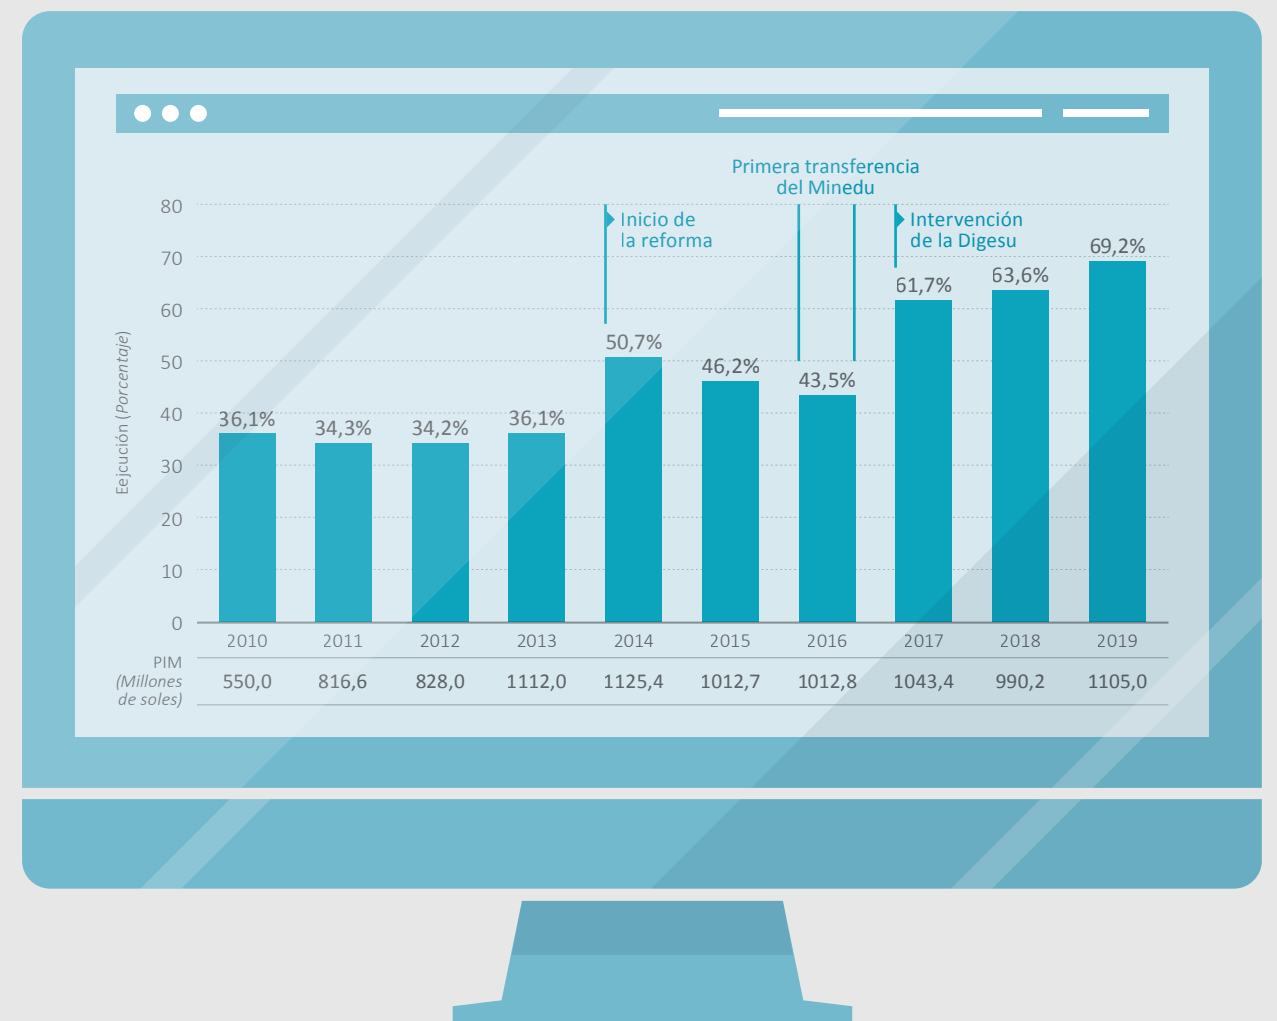 Primera transferencia
del Minedu
Inicio de
la reforma
Intervención
de la Digesu
Eejcución (Porcentaje)
80
70
60
50
40
30
20
10
0
36,1%
34,3%
34,2%
36,1%
50,7%
46,2%
43,5%
61,7%
63,6%
69,2%
2010 2011 2012 2013 2014 2015 2016 2017 2018 2019
PIM
(Millones
de soles)
550,0 816,6 828,0 1112,0 1125,4 1012,7 1012,8 1043,4 990,2 1105,0